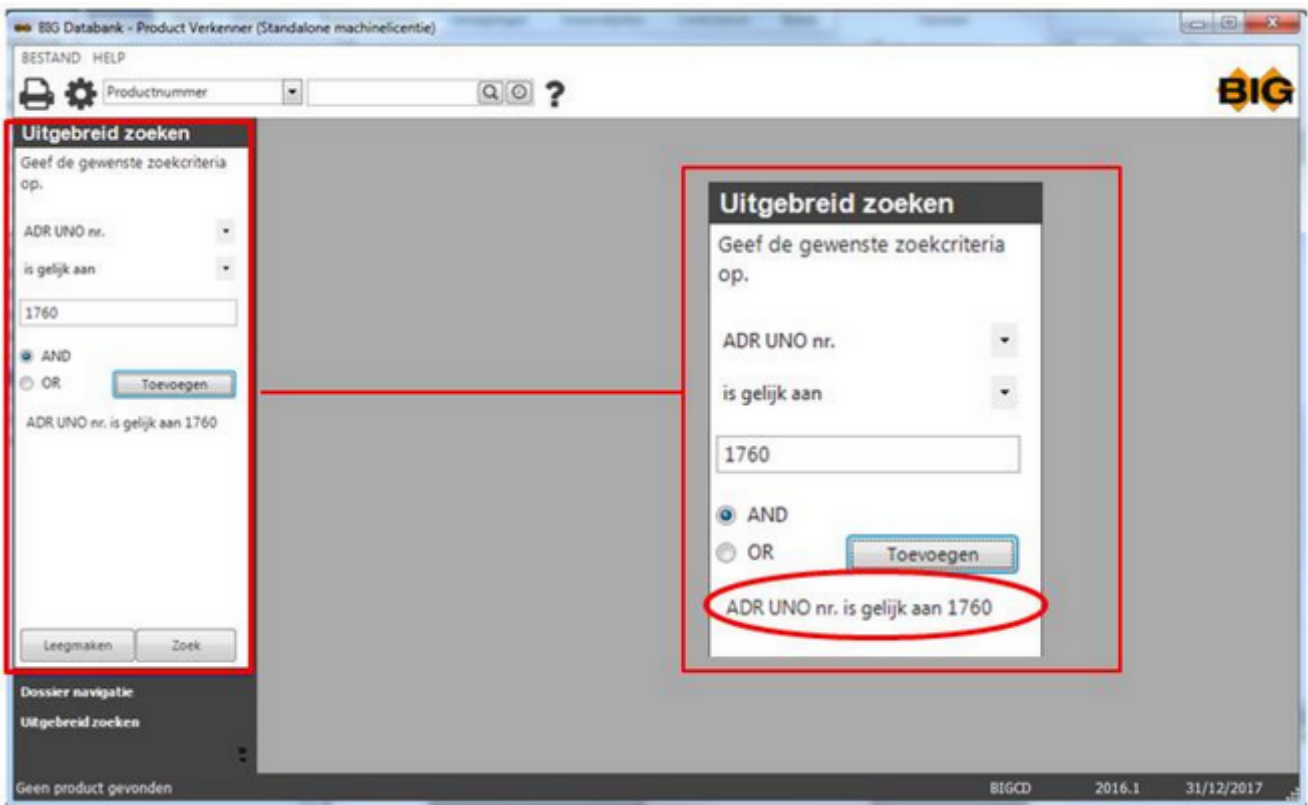 BIG Databank - Product Verkenner (Standalone machinelicentie)
BESTAND HELP
Productnummer
?
BIG
Uitgebreid zoeken
Geef de gewenste zoekcriteria
op.
ADR UNO nr.
is gelijk aan
1760
AND
OR
Toevoegen
ADR UNO nr. is gelijk aan 1760
Leegmaken Zoek
Dossier navigatie
Uitgebreid zoeken
Uitgebreid zoeken
Geef de gewenste zoekcriteria
op.
ADR UNO nr.
is gelijk aan
1760
AND
OR
Toevoegen
ADR UNO nr. is gelijk aan 1760
Geen product gevonden BIGCD 2016.1 31/12/2017